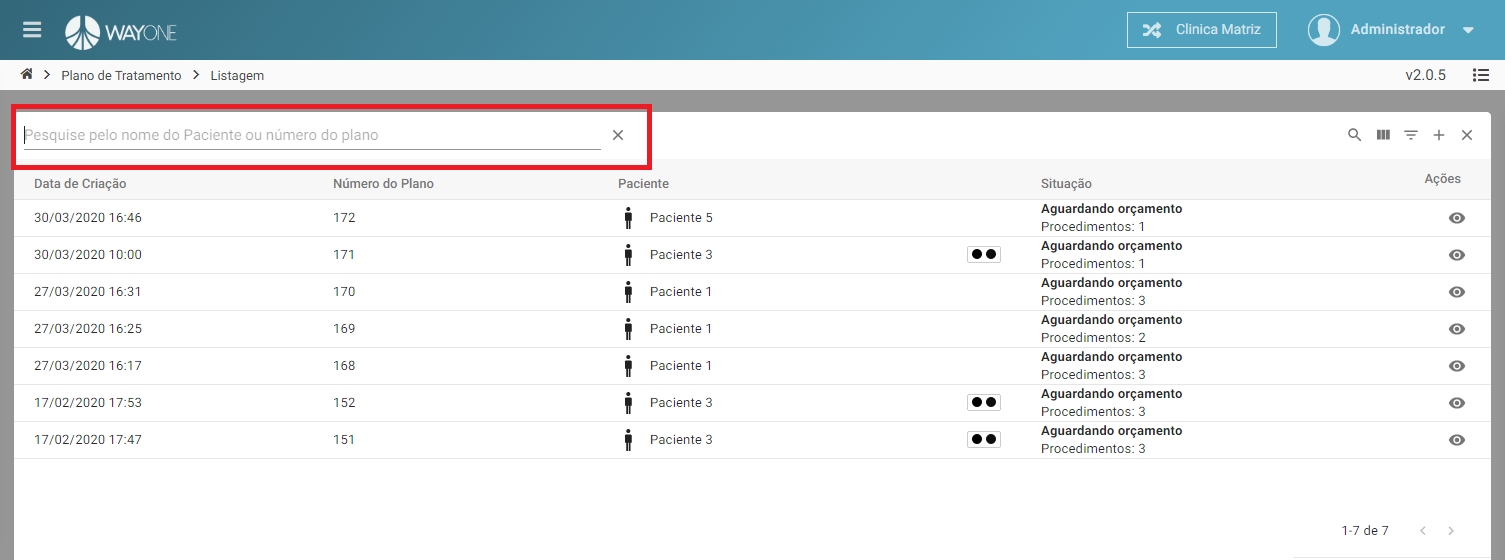 WAYONE
Clinica Matriz
Administrador
Plano de Tratamento
Listagem
v2.0.5
Pesquise pelo nome do Paciente ou número do plano
Data de Criação Número do Plano Paciente Situação Ações
30/03/2020 16:46 172 Paciente 5 Aguardando orçamento
Procedimentos: 1
30/03/2020 10:00 171 Paciente 3 Aguardando orçamento
Procedimentos: 1
27/03/2020 16:31 170 Paciente 1 Aguardando orçamento
Procedimentos: 3
27/03/2020 16:25 169 Paciente 1 Aguardando orçamento
Procedimentos: 2
27/03/2020 16:17 168 Paciente 1 Aguardando orçamento
Procedimentos: 3
17/02/2020 17:53 152 Paciente 3 Aguardando orçamento
Procedimentos: 3
17/02/2020 17:47 151 Paciente 3 Aguardando orçamento
Procedimentos: 3
1-7 de 7